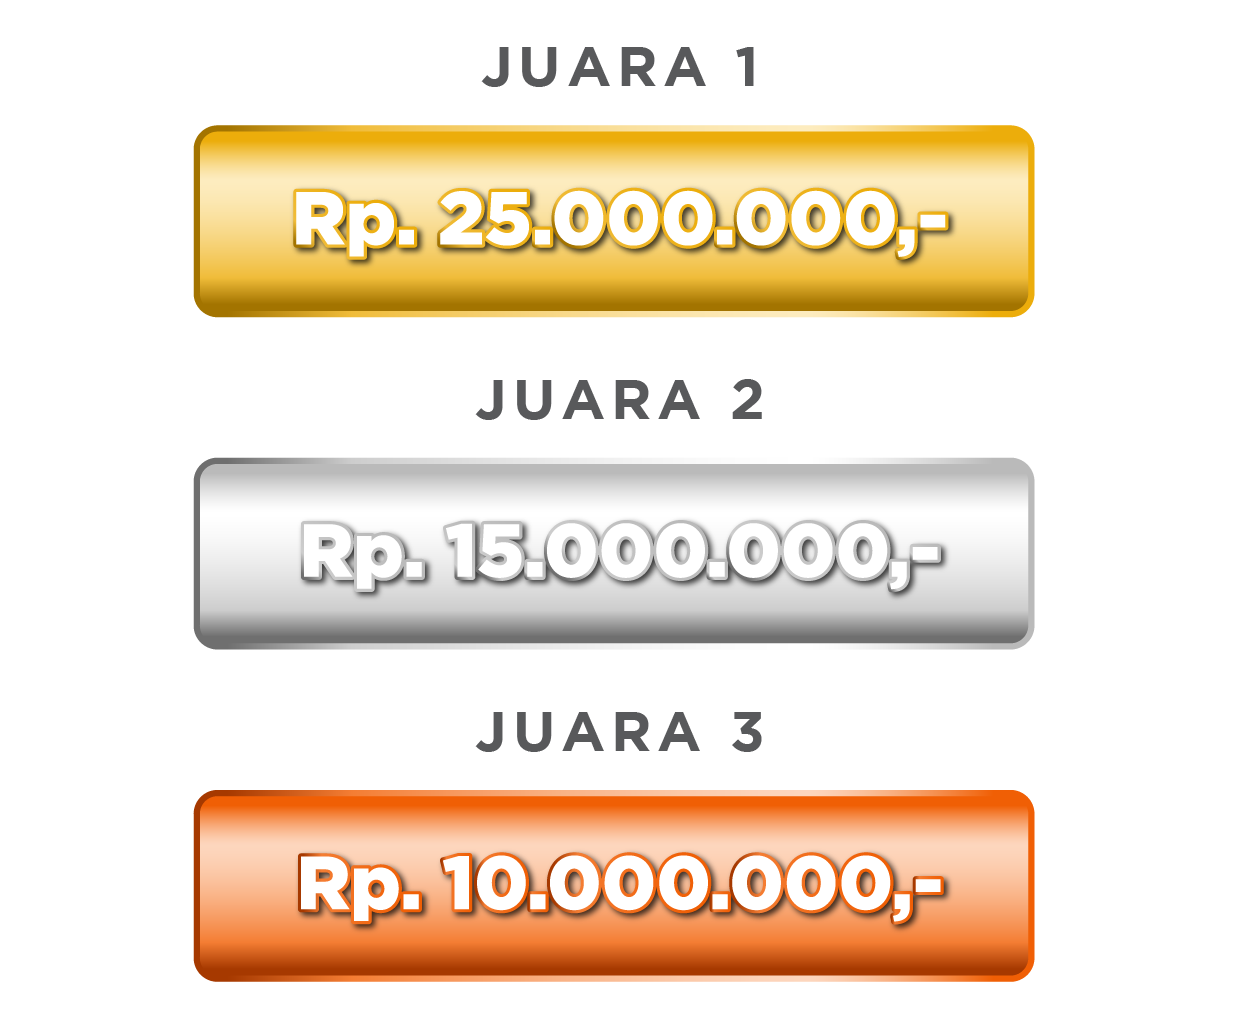 JUARA 1
Rp. 25.000.000,-
JUARA 2
Rp. 15.000.000,-
JUARA 3
Rp. 10.000.000,-